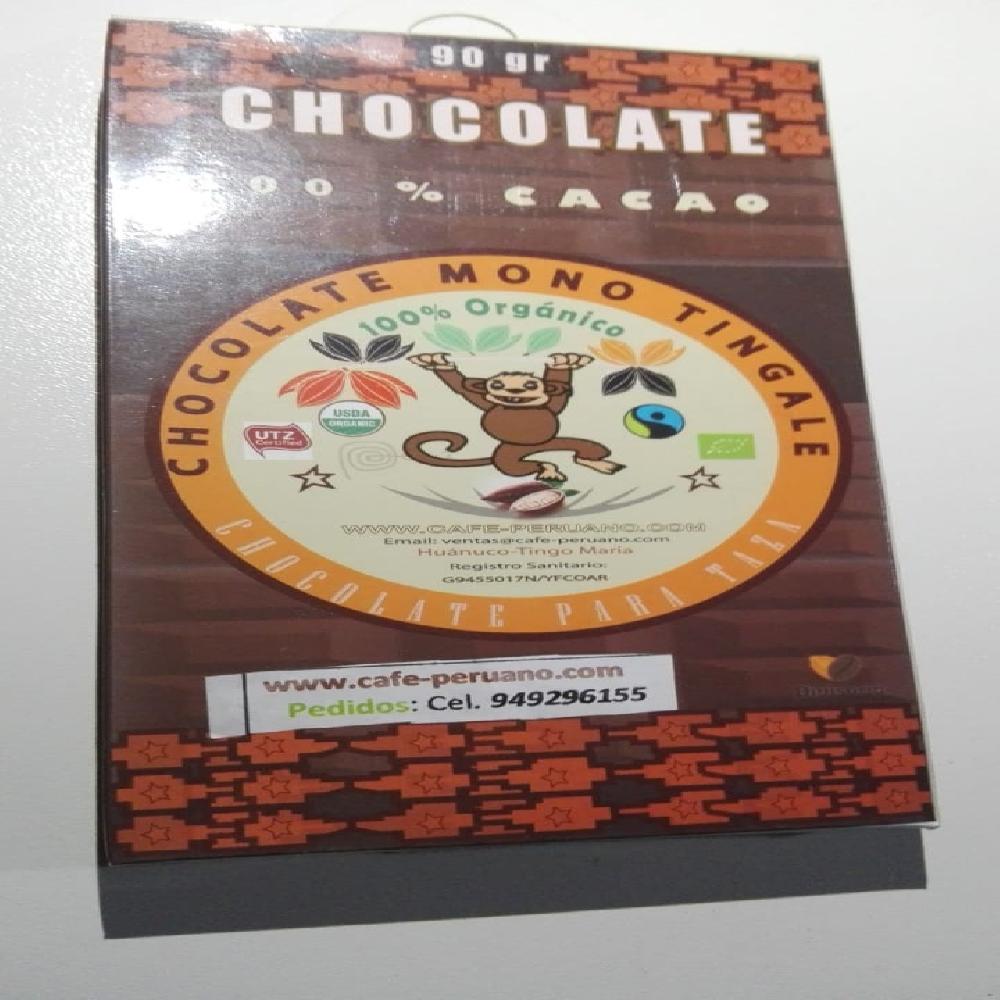 90 gr
CHOCOLATE
00 % CACAO
CHOCOLATE MONO TINGALE
100% Orgánico
USDA
ORGANIC
UTZ
Certified
WWW.CAFE-PERUANO.COM
Email: ventas@cafe-peruano.com
Huánuco-Tingo Maria
Registro Sanitario:
G9455017N/YFCOAR
CHOCOLATE PARA TAZA
www.cafe-peruano.com
Pedidos: Cel. 949296155